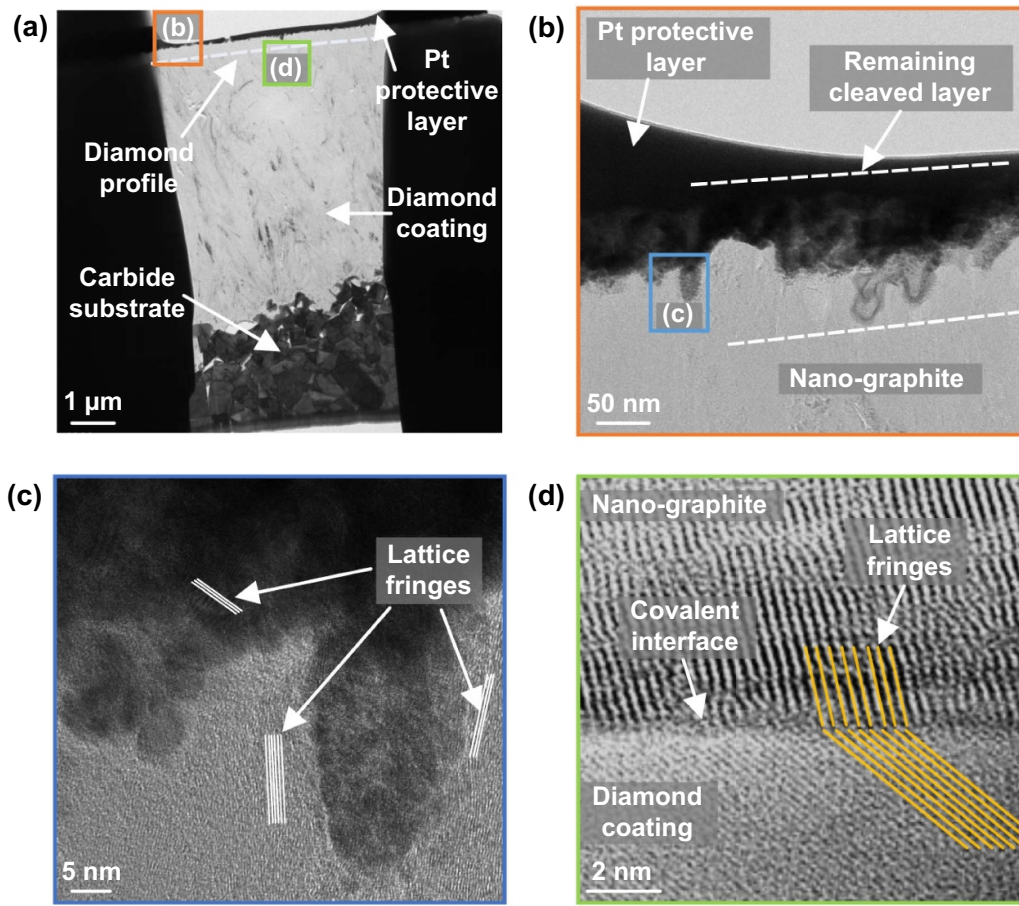 (a)
(b)
(d)
Pt
protective
layer
Diamond
profile
Diamond
coating
Carbide
substrate
1 µm
(b)
Pt protective
layer
Remaining
cleaved layer
(c)
Nano-graphite
50 nm
(c)
Lattice
fringes
5 nm
(d)
Nano-graphite
Lattice
fringes
Covalent
interface
Diamond
coating
2 nm